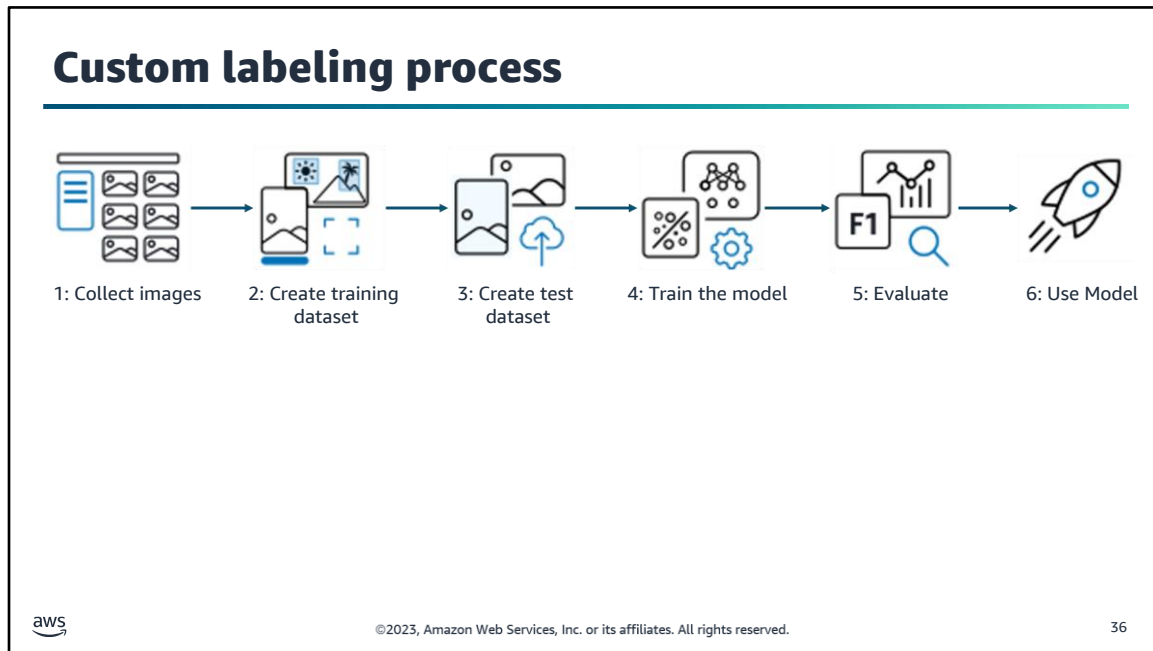 Custom labeling process
F1
1: Collect images
2: Create training
dataset
3: Create test
dataset
4: Train the model
5: Evaluate
6: Use Model
aws
©2023, Amazon Web Services, Inc. or its affiliates. All rights reserved.
36